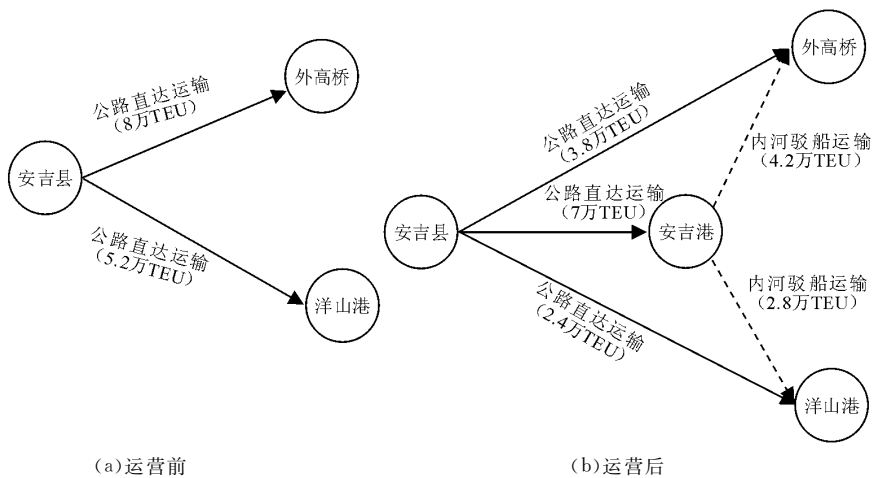 外高桥
公路直达运输
(8万TEU)
安吉县
公路直达运输
(5.2万TEU)
洋山港
(a)运营前
外高桥
公路直达运输
(3.8万TEU)
内河驳船运输
(4.2万TEU)
公路直达运输
(7万TEU)
安吉县
安吉港
公路直达运输
(2.4万TEU)
内河驳船运输
(2.8万TEU)
洋山港
(b)运营后